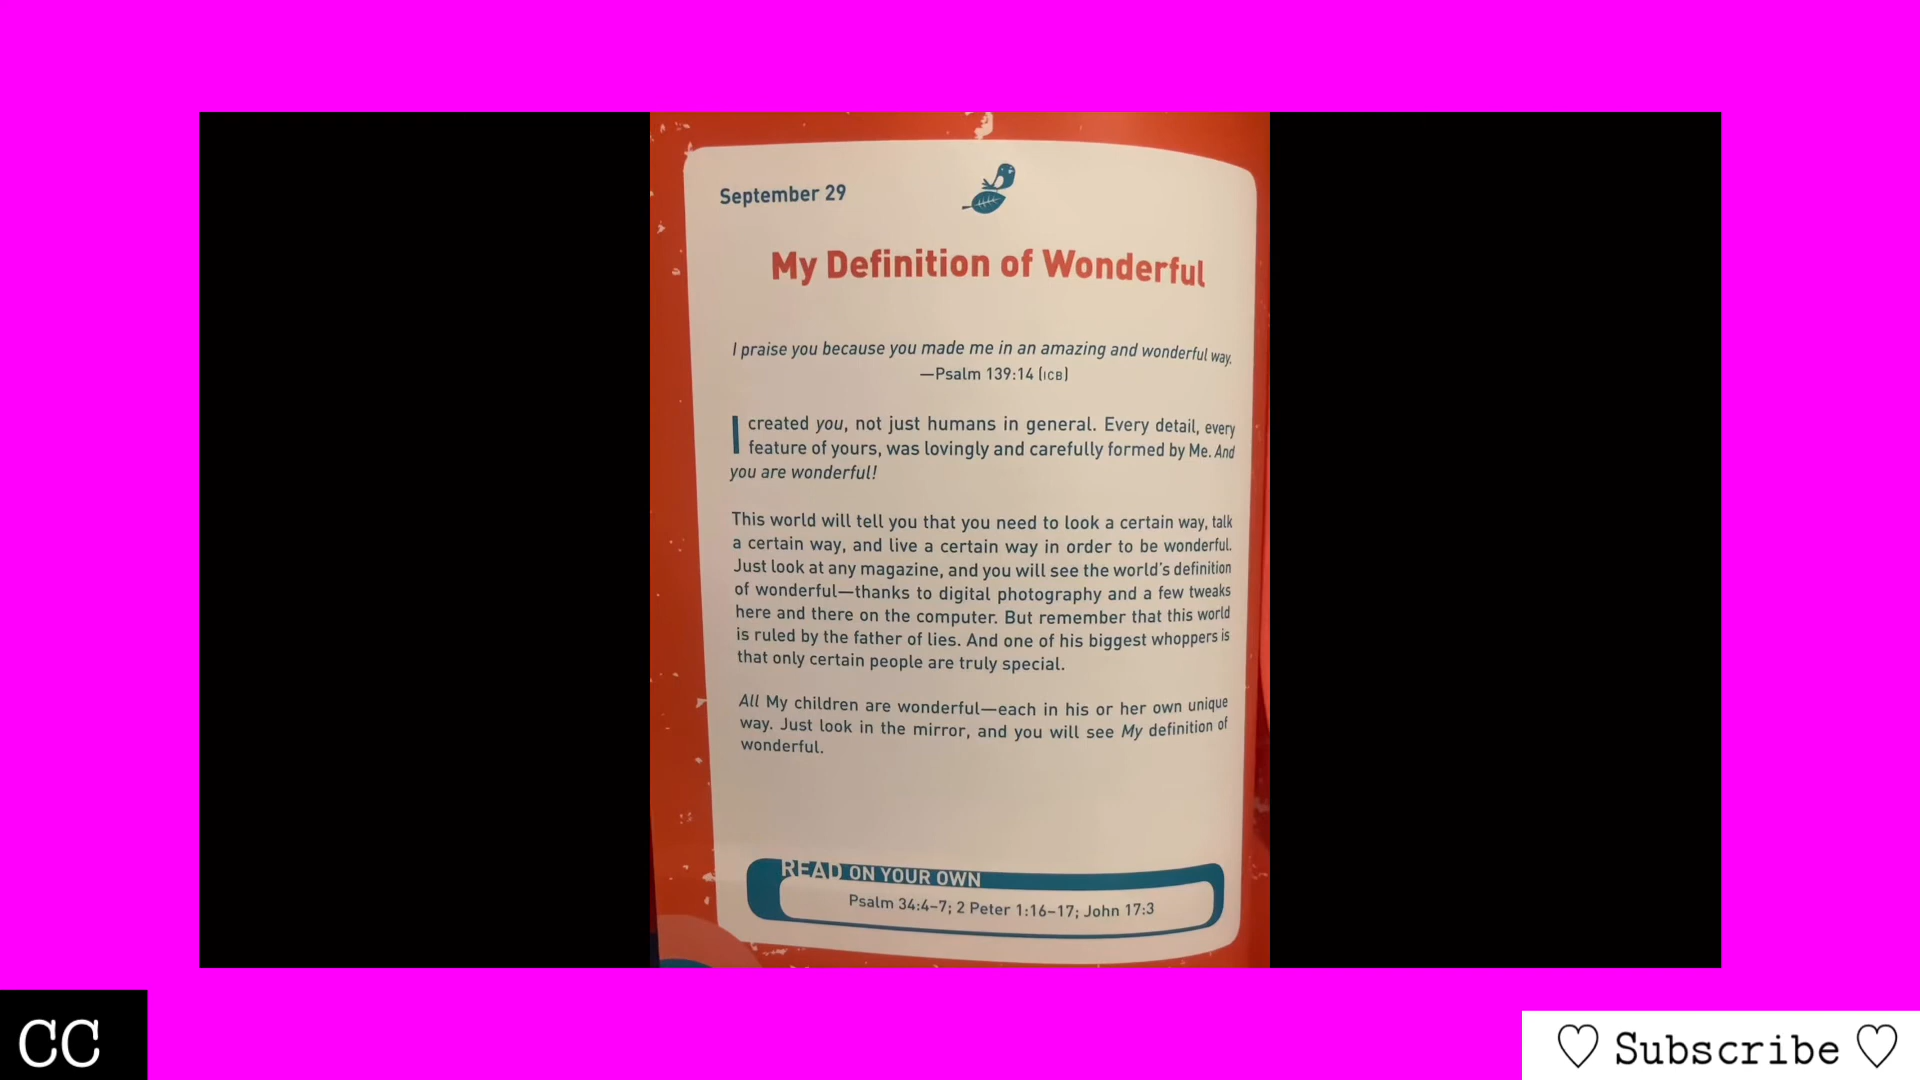 September 29
My Definition of Wonderful
I praise you because you made me in an amazing and wonderful way.
—Psalm 139:14 (ICB)
I created you, not just humans in general. Every detail, every
feature of yours, was lovingly and carefully formed by Me. And
you are wonderful!
This world will tell you that you need to look a certain way, talk
a certain way, and live a certain way in order to be wonderful.
Just look at any magazine, and you will see the world's definition
of wonderful—thanks to digital photography and a few tweaks
here and there on the computer. But remember that this world
is ruled by the father of lies. And one of his biggest whoppers is
that only certain people are truly special.
All My children are wonderful—each in his or her own unique
way. Just look in the mirror, and you will see My definition of
wonderful.
READ ON YOUR OWN
Psalm 34:4–7; 2 Peter 1:16–17; John 17:3
CC
♡ Subscribe ♡